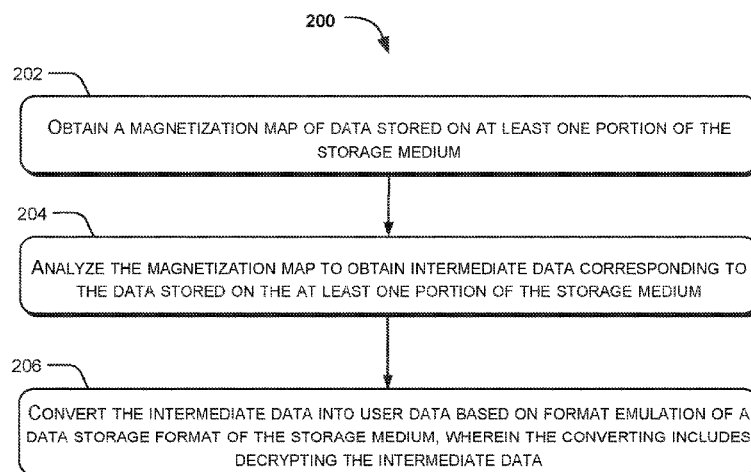 200
202
OBTAIN A MAGNETIZATION MAP OF DATA STORED ON AT LEAST ONE PORTION OF THE
STORAGE MEDIUM
204
ANALYZE THE MAGNETIZATION MAP TO OBTAIN INTERMEDIATE DATA CORRESPONDING TO
THE DATA STORED ON THE AT LEAST ONE PORTION OF THE STORAGE MEDIUM
206
CONVERT THE INTERMEDIATE DATA INTO USER DATA BASED ON FORMAT EMULATION OF A
DATA STORAGE FORMAT OF THE STORAGE MEDIUM, WHEREIN THE CONVERTING INCLUDES
DECRYPTING THE INTERMEDIATE DATA